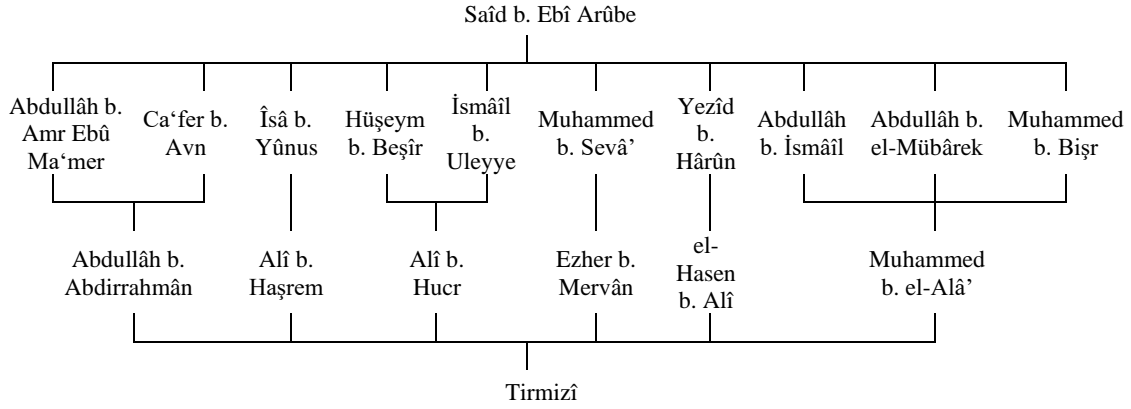 Saîd b. Ebî Arûbe
Abdullâh b.
Amr Ebû
Ma‘mer
Ca‘fer b.
Avn
Îsâ b.
Yûnus
Hüşeym
b. Beşîr
İsmâîl
b.
Uleyye
Muhammed
b. Sevâ’
Yezîd
b.
Hârûn
Abdullâh
b. İsmâîl
Abdullâh b.
el-Mübârek
Muhammed
b. Bişr
Abdullâh b.
Abdirrahmân
Alî b.
Haşrem
Alî b.
Hucr
Ezher b.
Mervân
el-
Hasen
b. Alî
Muhammed
b. el-Alâ’
Tirmizî